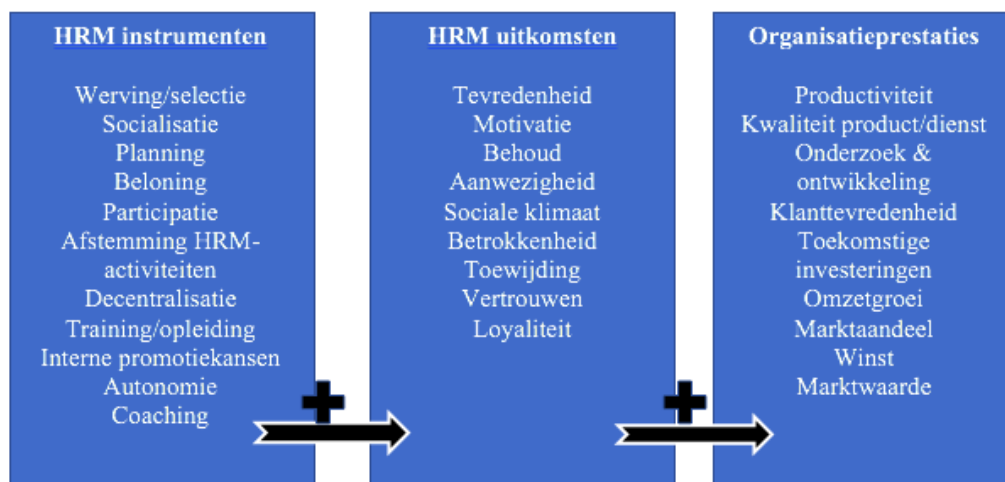 HRM instrumenten
Werving/selectie
Socialisatie
Planning
Beloning
Participatie
Afstemming HRM-
activiteiten
Decentralisatie
Training/opleiding
Interne promotiekansen
Autonomie
Coaching
HRM uitkomsten
Tevredenheid
Motivatie
Behoud
Aanwezigheid
Sociale klimaat
Betrokkenheid
Toewijding
Vertrouwen
Loyaliteit
Organisatieprestaties
Productiviteit
Kwaliteit product/dienst
Onderzoek &
ontwikkeling
Klanttevredenheid
Toekomstige
investeringen
Omzetgroei
Marktaandeel
Winst
Marktwaarde